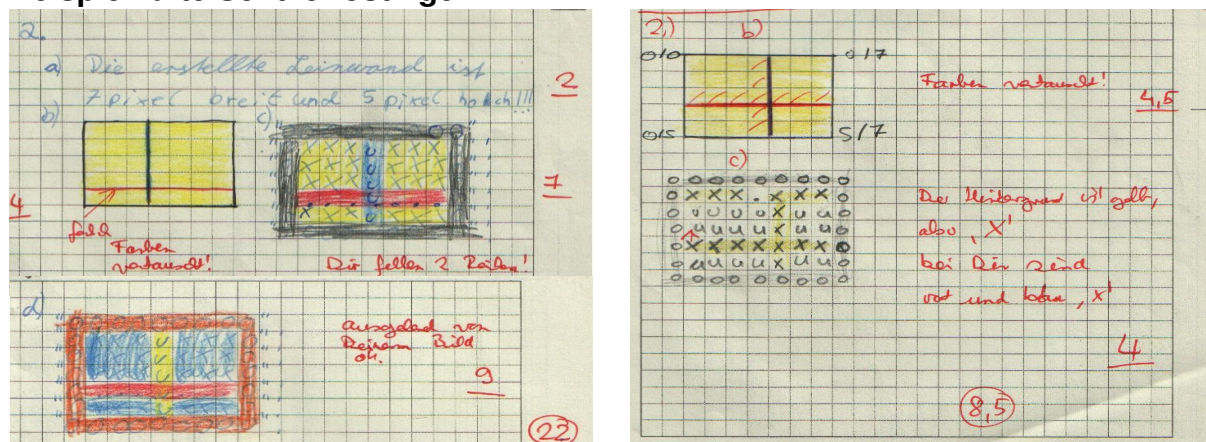 2.
a) Die erstellte Leinwand ist
7 pixel breit und 5 pixel hoch!!!
2
b)
c)
7
4
falsch
Farben
vertauscht!
Dir fehlen 2 Zeilen!
d)
ausgehend von
Deinem Bild
ok.
9
22
2.)
b)
0/0
0/7
Farben vertauscht!
4,5
0/5
5/7
c)
o o o o o o o o o
o x x x . x x x o
Der Hintergrund ist gelb,
u u u u x u u o
also 'X'
o x x x x x x x o
bei Dir sind
u u u u x u u o
rot und blau 'X'
o o o o o o o o o
4
8,5